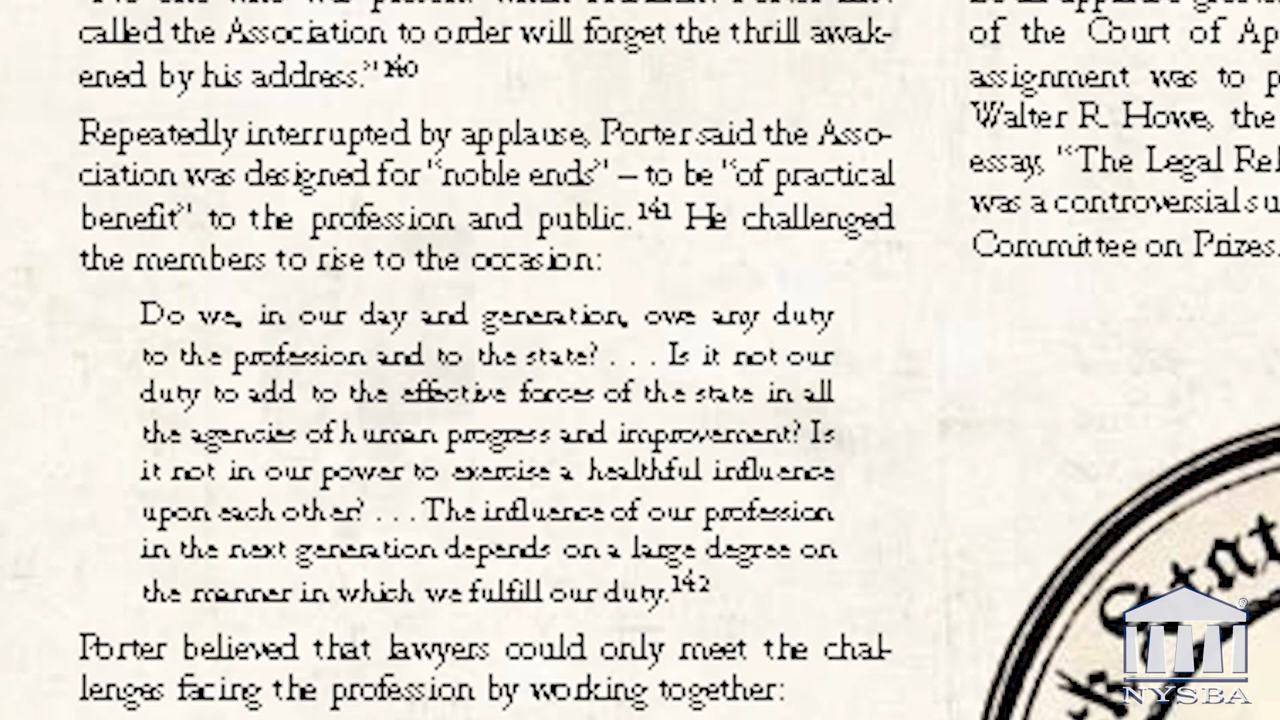 called the Association to order will forget the thrill awak-
ened by his address.”140
Repeatedly interrupted by applause, Porter said the Asso-
ciation was designed for “noble ends” – to be “of practical
benefit” to the profession and public.141 He challenged
the members to rise to the occasion:
Do we, in our day and generation, owe any duty
to the profession and to the state? . . . Is it not our
duty to add to the effective forces of the state in all
the agencies of human progress and improvement? Is
it not in our power to exercise a healthful influence
upon each other? . . . The influence of our profession
in the next generation depends on a large degree on
the manner in which we fulfill our duty.142
Porter believed that lawyers could only meet the chal-
lenges facing the profession by working together:
of the Court of Ap
assignment was to p
Walter R. Howe, the
essay, “The Legal Rel
was a controversial su
Committee on Prizes.
Stat
NYSBA